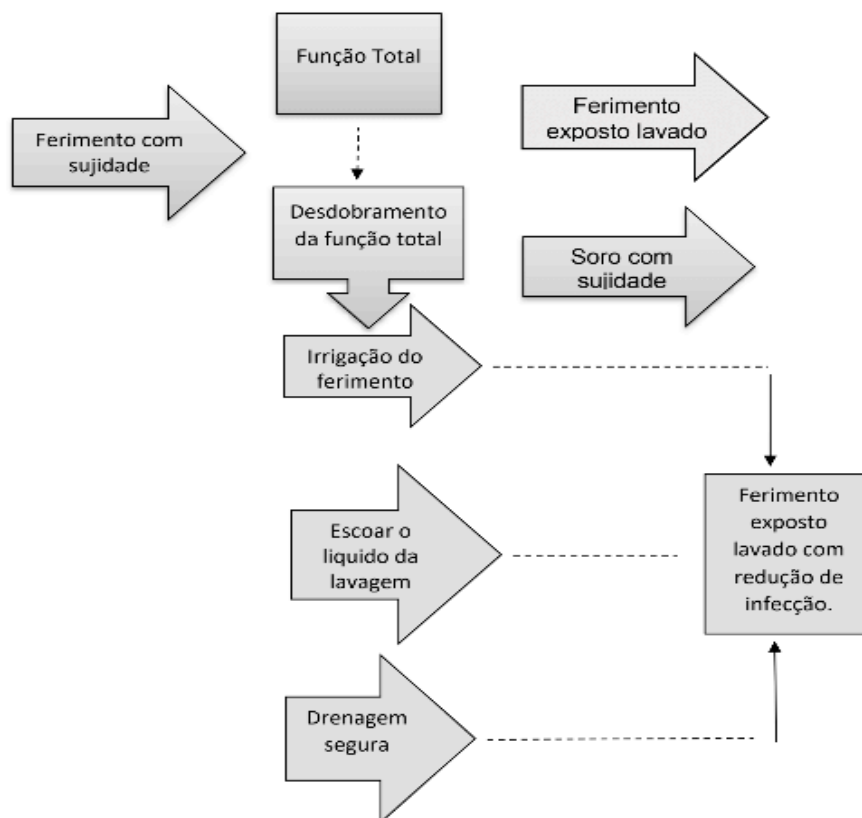 Função Total
Ferimento com
sujidade
Ferimento
exposto lavado
Desdobramento
da função total
Soro com
sujidade
Irrigação do
ferimento
Escoar o
liquido da
lavagem
Ferimento
exposto
lavado com
redução de
infecção.
Drenagem
segura